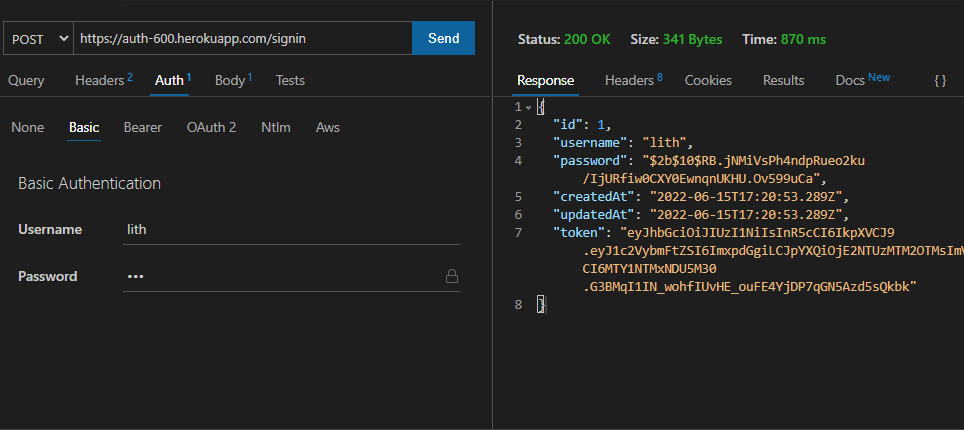 POST https://auth-600.herokuapp.com/signin Send
Query Headers 2 Auth 1 Body 1 Tests
None Basic Bearer OAuth 2 Ntlm Aws
Basic Authentication
Username lith
Password •••
Status: 200 OK Size: 341 Bytes Time: 870 ms
Response Headers 8 Cookies Results Docs New { }
1 {
2 "id": 1,
3 "username": "lith",
4 "password": "$2b$10$RB.jNMiVsPh4ndpRueo2ku
/IjURfiw0CXY0EwnqnUKHU.Ov599uCa",
5 "createdAt": "2022-06-15T17:20:53.289Z",
6 "updatedAt": "2022-06-15T17:20:53.289Z",
7 "token": "eyJhbGciOiJIUzI1NiIsInR5cCI6IkpXVCJ9
.eyJ1c2VybmFtZSI6ImxpdGgiLCJpYXQiOjE2NTUzMTM2OTMsImV
CI6MTY1NTMxNDU5M30
.G3BMqI1IN_wohfIUvHE_ouFE4YjDP7qGN5Azd5sQkbk"
8 }